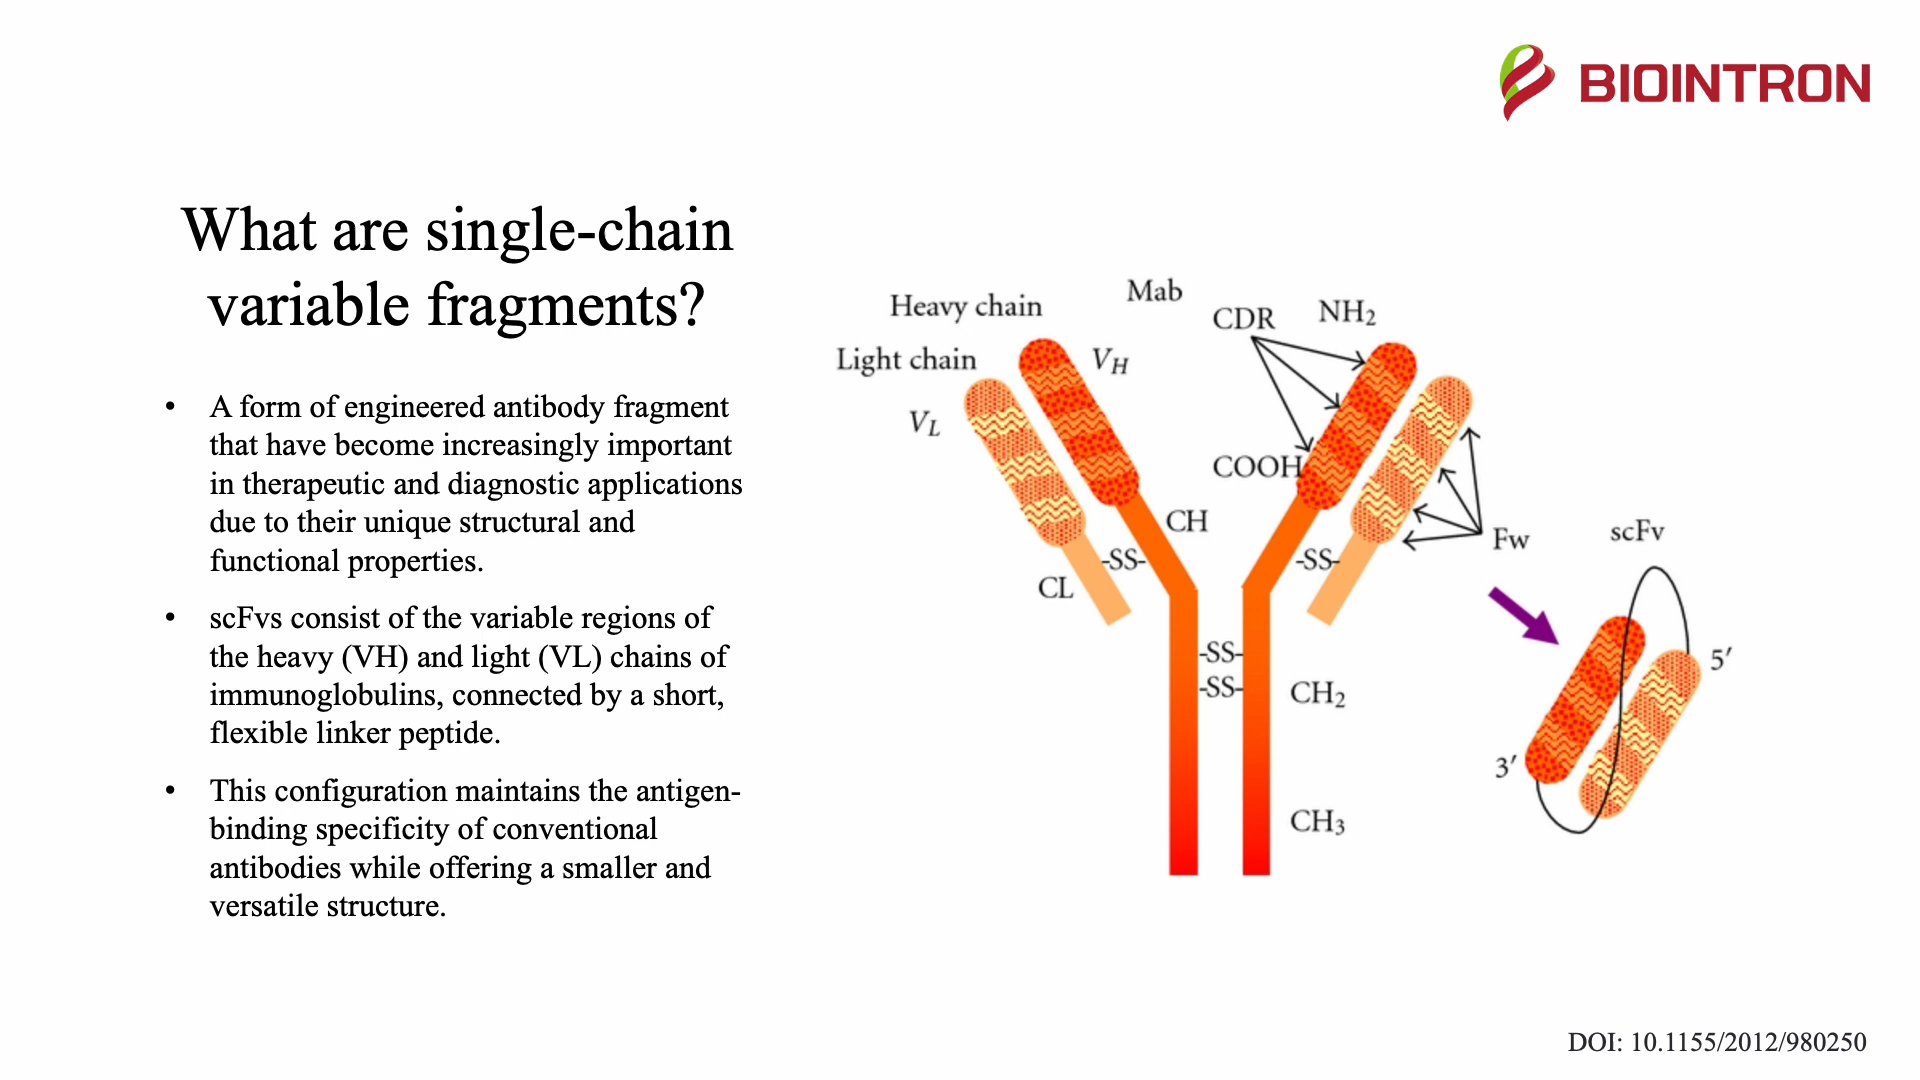 BIOINTRON
What are single-chain
variable fragments?
• A form of engineered antibody fragment
that have become increasingly important
in therapeutic and diagnostic applications
due to their unique structural and
functional properties.
• scFvs consist of the variable regions of
the heavy (VH) and light (VL) chains of
immunoglobulins, connected by a short,
flexible linker peptide.
• This configuration maintains the antigen-
binding specificity of conventional
antibodies while offering a smaller and
versatile structure.
Mab
Heavy chain
Light chain
VH
VL
CDR
NH2
COOH
CH
-SS-
CL
-SS-
Fw
-SS-
-SS-
CH2
CH3
scFv
5′
3′
DOI: 10.1155/2012/980250